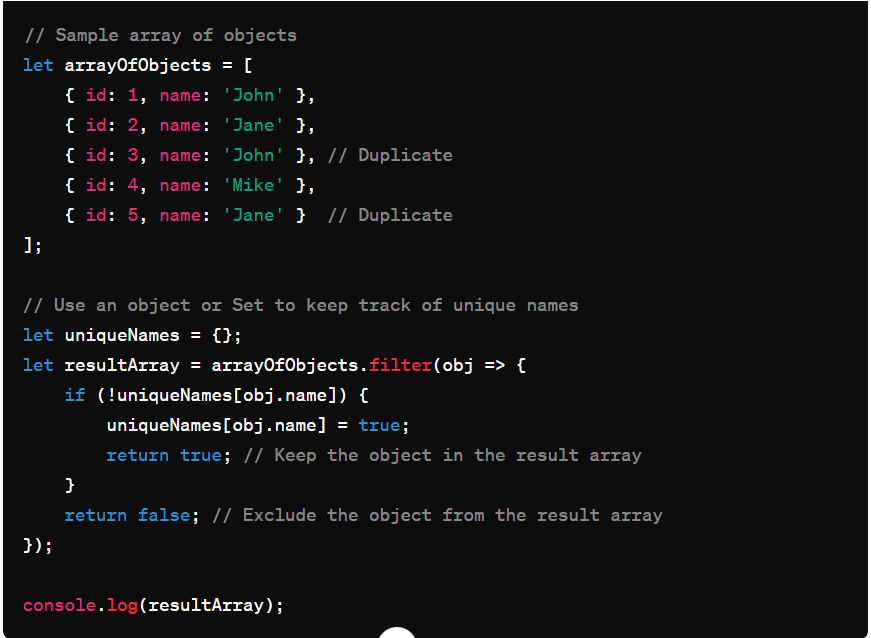 // Sample array of objects
let arrayOfObjects = [
    { id: 1, name: 'John' },
    { id: 2, name: 'Jane' },
    { id: 3, name: 'John' }, // Duplicate
    { id: 4, name: 'Mike' },
    { id: 5, name: 'Jane' }  // Duplicate
];

// Use an object or Set to keep track of unique names
let uniqueNames = {};
let resultArray = arrayOfObjects.filter(obj => {
    if (!uniqueNames[obj.name]) {
        uniqueNames[obj.name] = true;
        return true; // Keep the object in the result array
    }
    return false; // Exclude the object from the result array
});

console.log(resultArray);